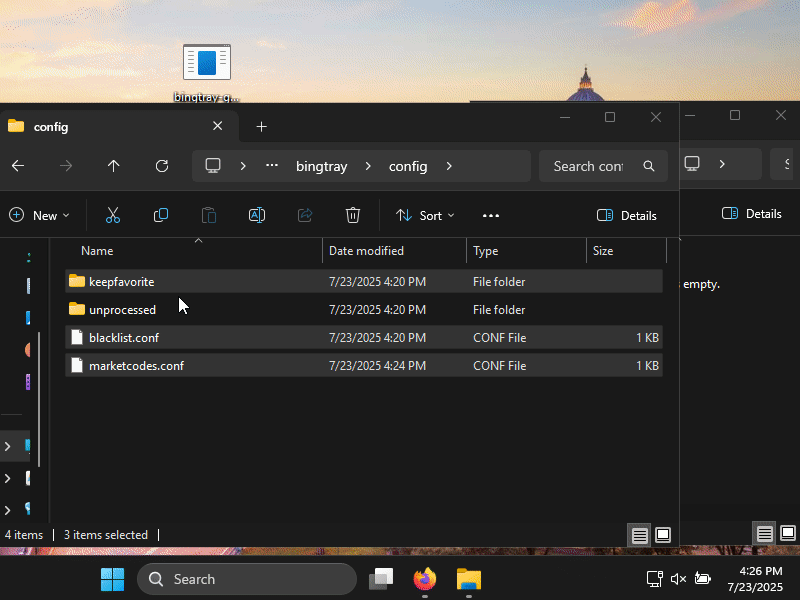 bingtray-g...
config
bingtray
config
Search con
S
New
Sort
Details
Details
Name
Date modified
Type
Size
keepfavorite
7/23/2025 4:20 PM
File folder
empty.
unprocessed
7/23/2025 4:20 PM
File folder
blacklist.conf
7/23/2025 4:20 PM
CONF File
1 KB
marketcodes.conf
7/23/2025 4:24 PM
CONF File
1 KB
4 items
3 items selected
Search
4:26 PM
7/23/2025